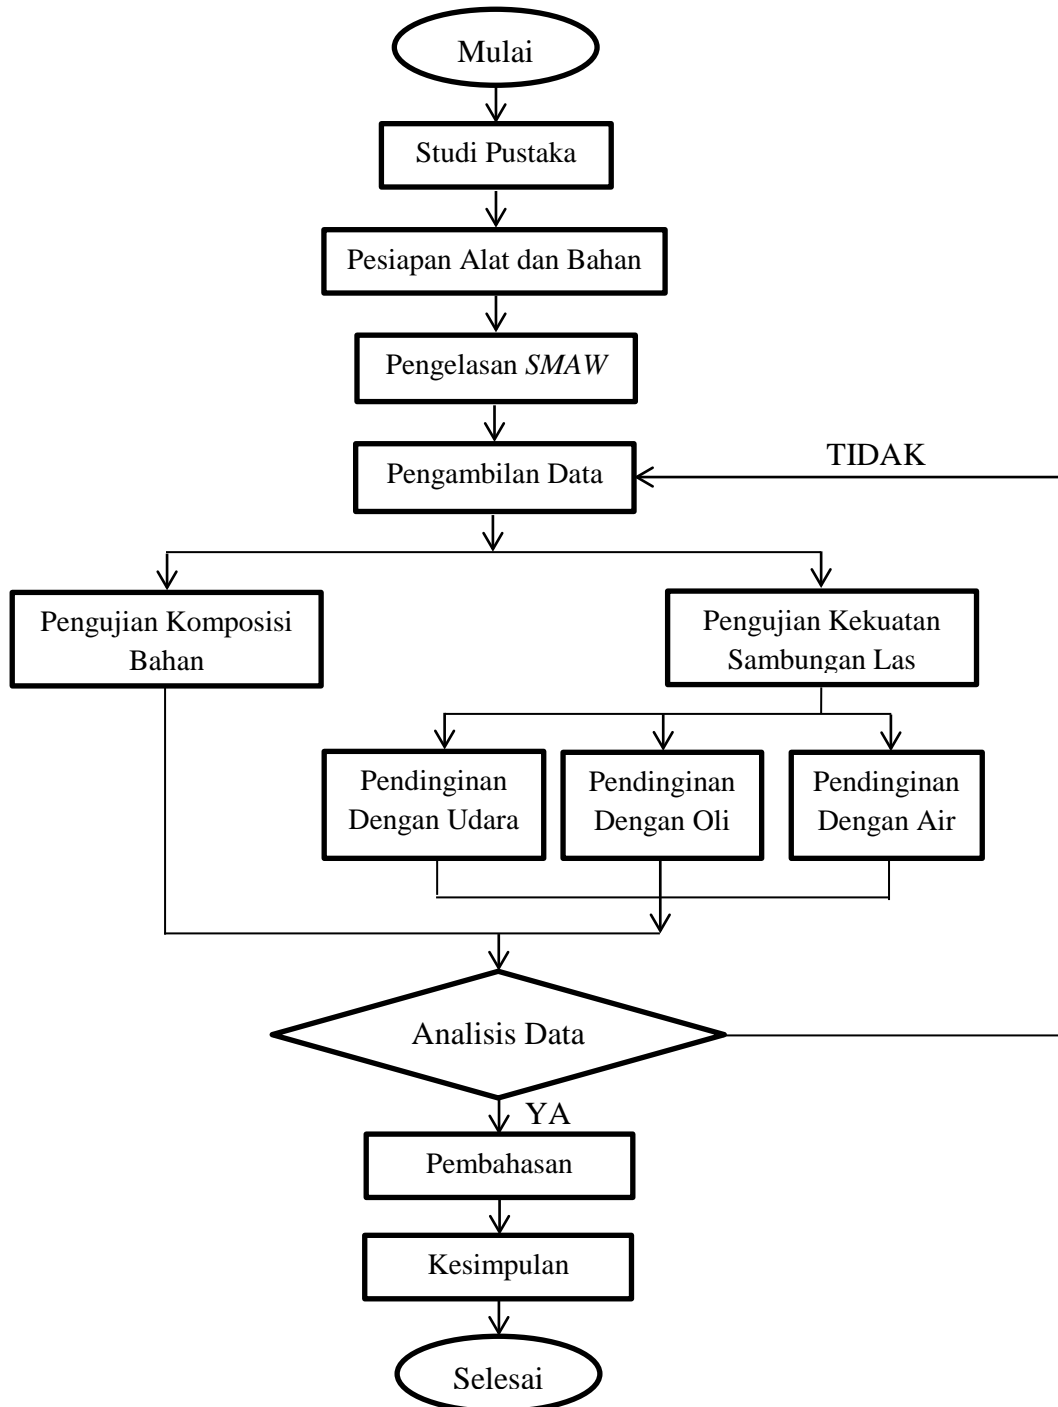 Mulai
Studi Pustaka
Pesiapan Alat dan Bahan
Pengelasan SMAW
Pengambilan Data
TIDAK
Pengujian Komposisi
Bahan
Pengujian Kekuatan
Sambungan Las
Pendinginan
Dengan Udara
Pendinginan
Dengan Oli
Pendinginan
Dengan Air
Analisis Data
YA
Pembahasan
Kesimpulan
Selesai